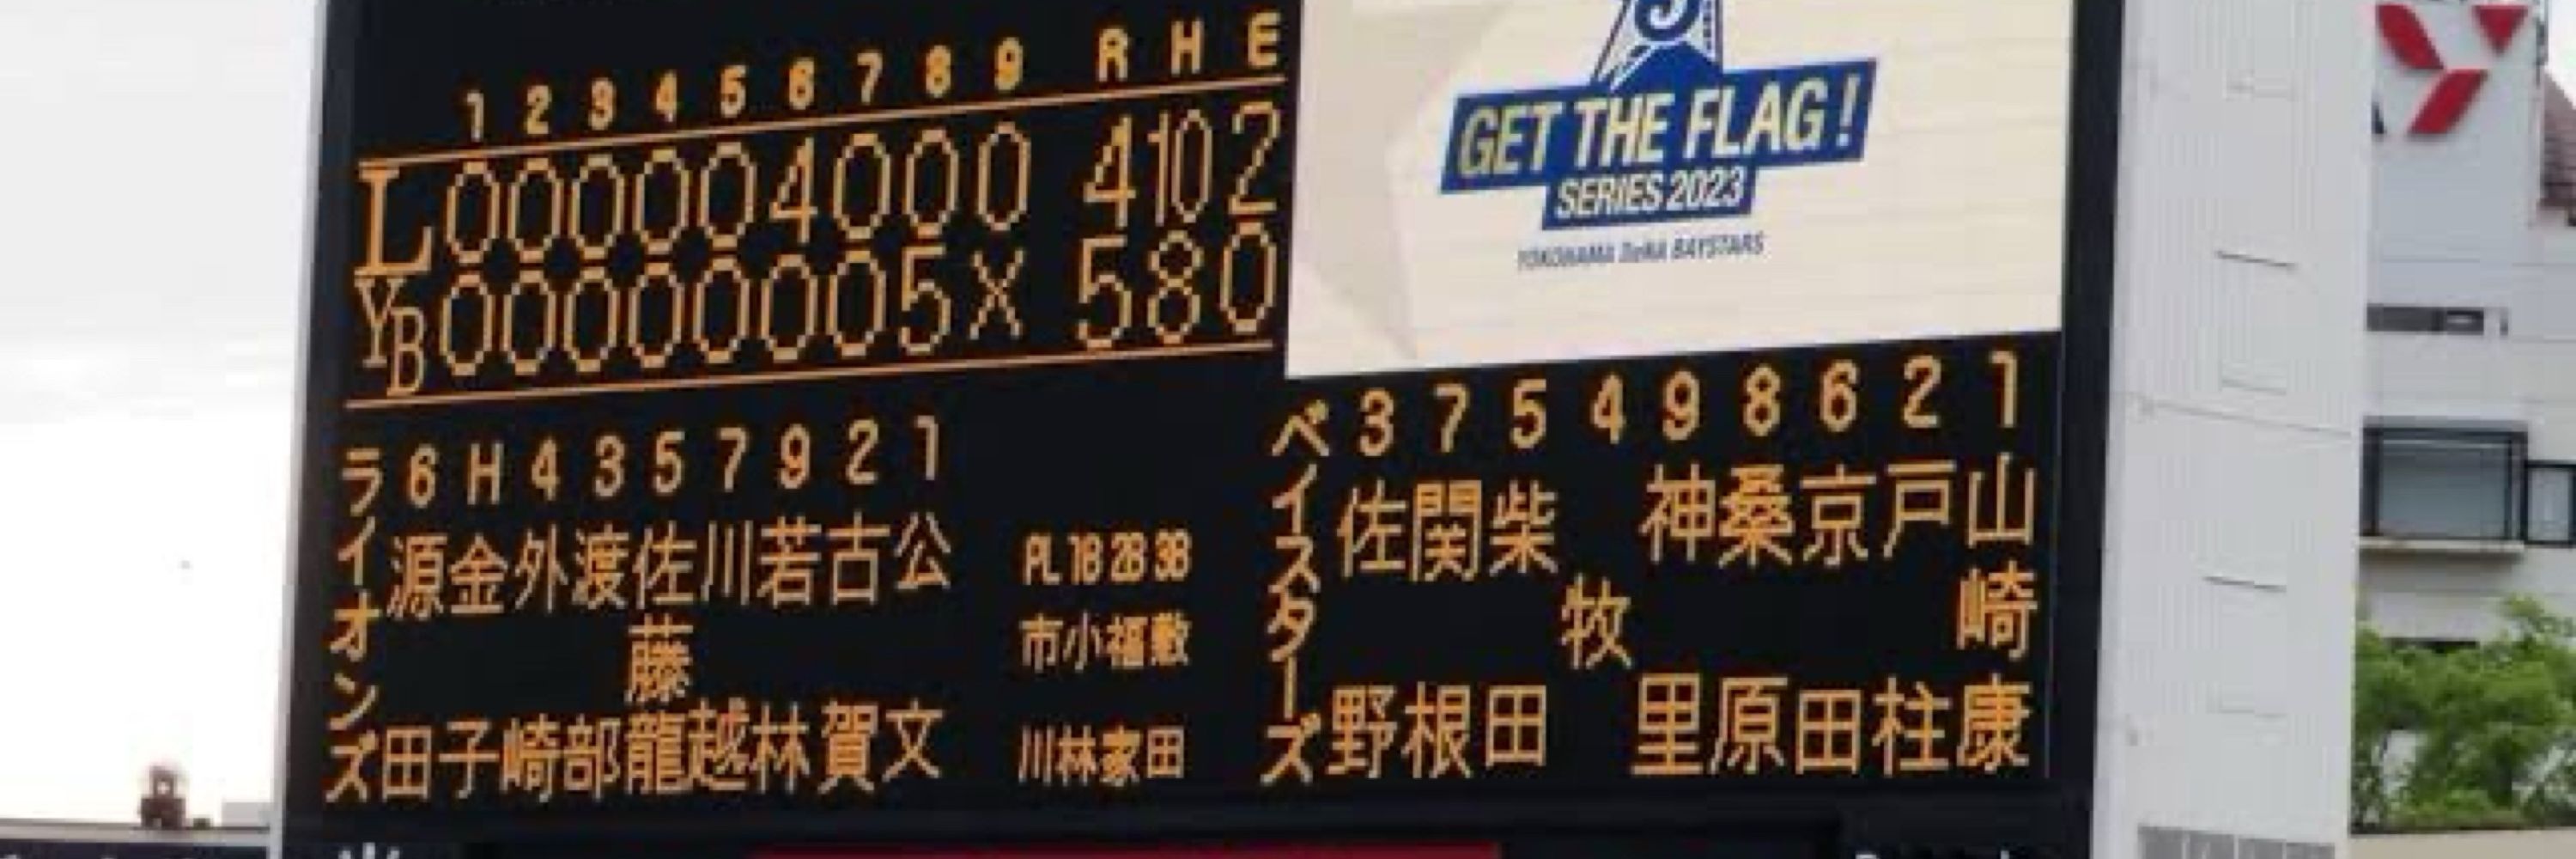 1 2 3 4 5 6 7 8 9 R H E
L 0 0 0 0 0 4 0 0 0 4 10 2
YB 0 0 0 0 0 0 0 5 X 5 8 0
GET THE FLAG!
SERIES 2023
YOKOHAMA DeNA BAYSTARS
ライオンズ
6 源田
H 金子
4 外崎
3 渡部
5 佐藤龍
7 川越
9 若林
2 古賀
1 公文
PL 1B 2B 3B
市川 小林 福家 敷田
ベイスターズ
3 佐野
7 関根
5 柴田
4 牧
9 神里
8 桑原
6 京田
2 戸柱
1 山崎康